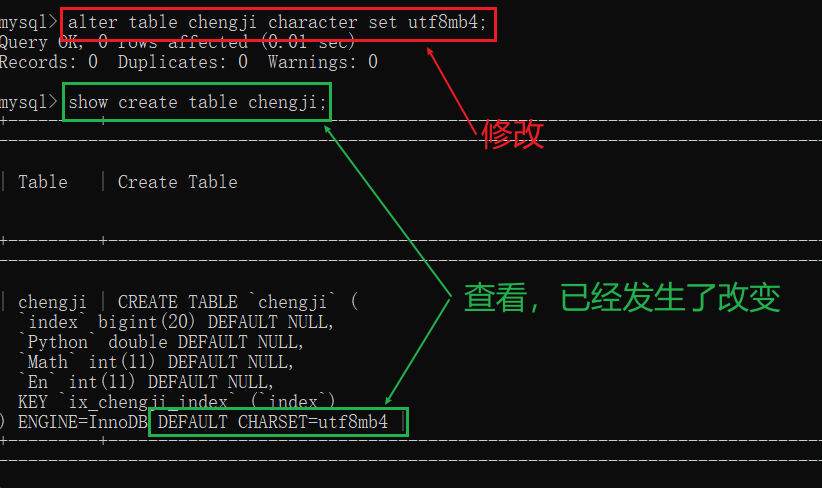 mysql> alter table chengji character set utf8mb4;
Query OK, 0 rows affected (0.01 sec)
Records: 0  Duplicates: 0  Warnings: 0
mysql> show create table chengji;
修改
| Table   | Create Table
查看，已经发生了改变
| chengji | CREATE TABLE `chengji` (
`index` bigint(20) DEFAULT NULL,
`Python` double DEFAULT NULL,
`Math` int(11) DEFAULT NULL,
`En` int(11) DEFAULT NULL,
KEY `ix_chengji_index` (`index`)
) ENGINE=InnoDB DEFAULT CHARSET=utf8mb4 |